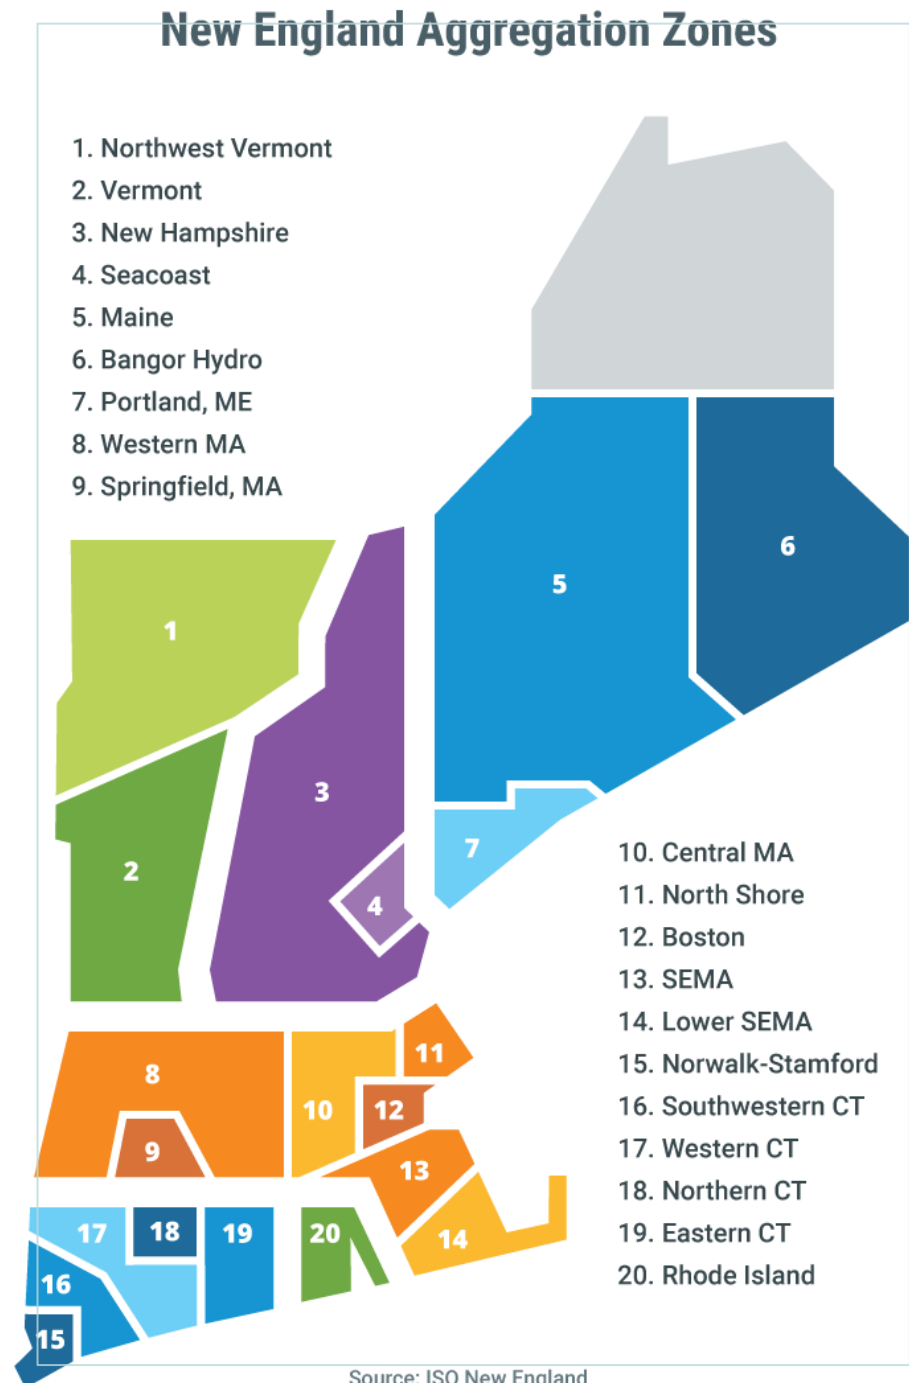 New England Aggregation Zones
1. Northwest Vermont
2. Vermont
3. New Hampshire
4. Seacoast
5. Maine
6. Bangor Hydro
7. Portland, ME
8. Western MA
9. Springfield, MA
1
2
3
4
5
6
7
10. Central MA
11. North Shore
12. Boston
13. SEMA
14. Lower SEMA
15. Norwalk-Stamford
16. Southwestern CT
17. Western CT
18. Northern CT
19. Eastern CT
20. Rhode Island
8
9
10
11
12
13
14
17
18
19
20
16
15
Source: ISO New England